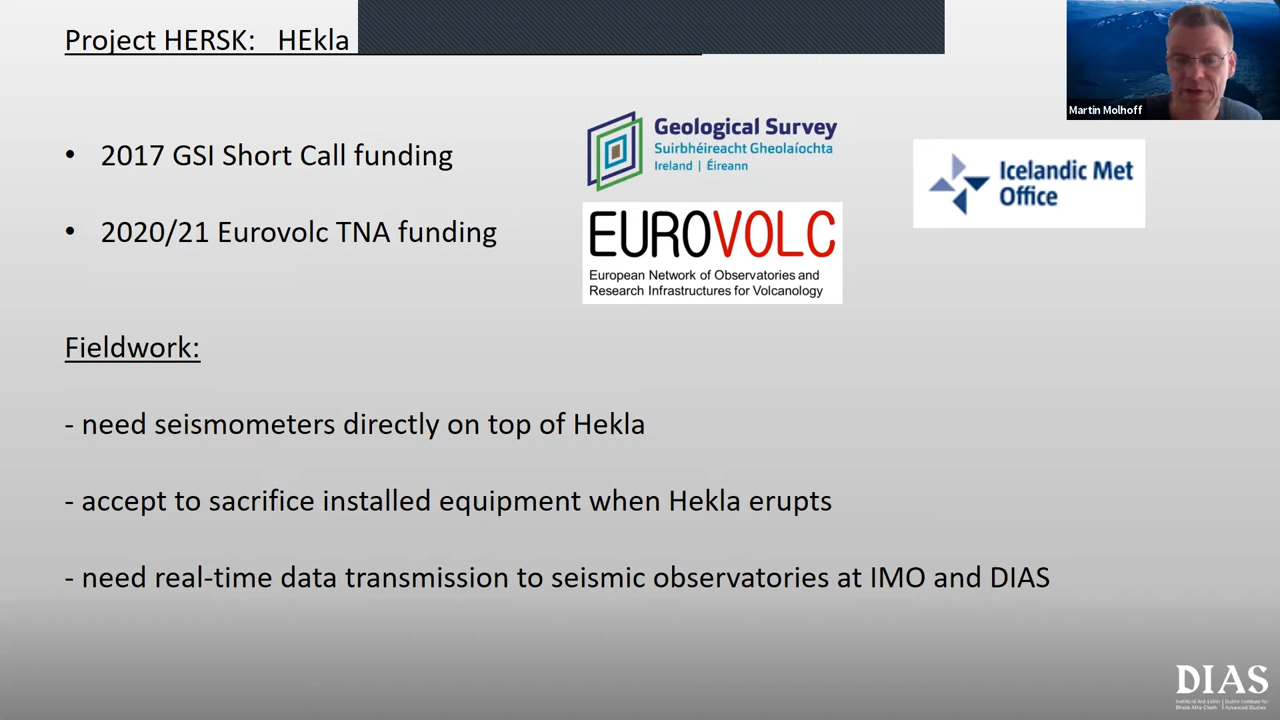 Project HERSK: HEkla
Martin Molhoff
• 2017 GSI Short Call funding
Geological Survey
Suirbhéireacht Gheolaíochta
Ireland | Éireann
Icelandic Met
Office
• 2020/21 Eurovolc TNA funding
EUROVOLC
European Network of Observatories and
Research Infrastructures for Volcanology
Fieldwork:
- need seismometers directly on top of Hekla
- accept to sacrifice installed equipment when Hekla erupts
- need real-time data transmission to seismic observatories at IMO and DIAS
DIAS
Institiúid Ard-Léinn | Dublin Institute for
Bhaile Átha Cliath | Advanced Studies